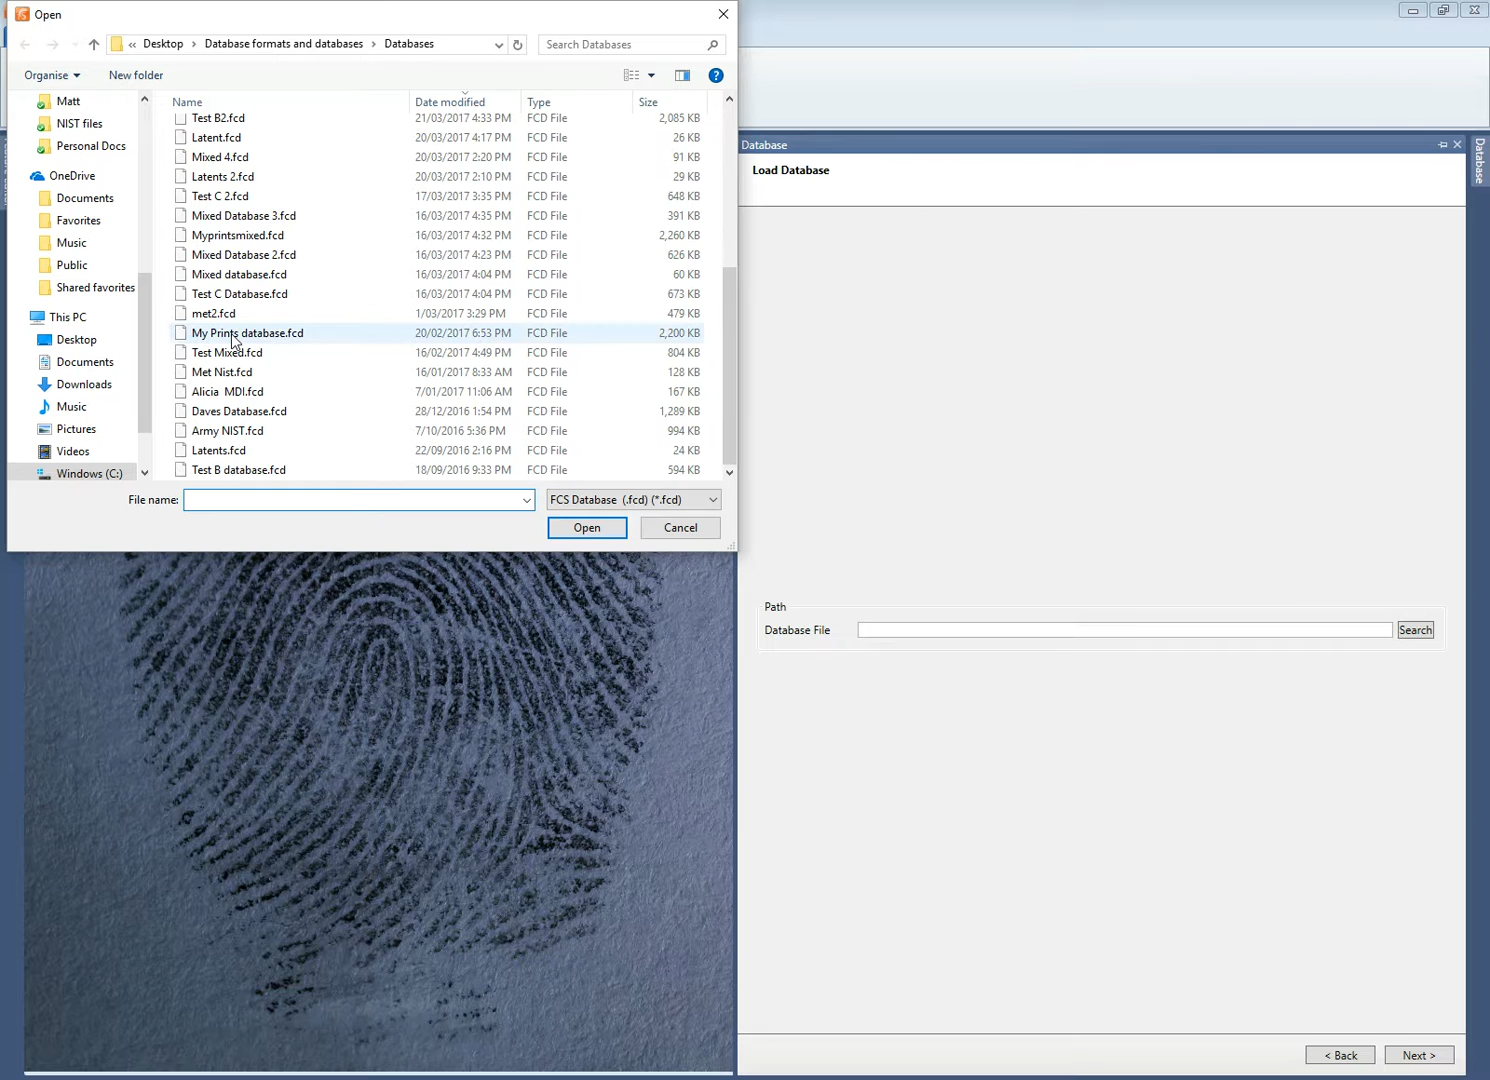 Open
« Desktop > Database formats and databases > Databases
Search Databases
Organise New folder
Matt
NIST files
Personal Docs
OneDrive
Documents
Favorites
Music
Public
Shared favorites
This PC
Desktop
Documents
Downloads
Music
Pictures
Videos
Windows (C:)
Name Date modified Type Size
Test B2.fcd 21/03/2017 4:33 PM FCD File 2,085 KB
Latent.fcd 20/03/2017 4:17 PM FCD File 26 KB
Mixed 4.fcd 20/03/2017 2:20 PM FCD File 91 KB
Latents 2.fcd 20/03/2017 2:10 PM FCD File 29 KB
Test C 2.fcd 17/03/2017 3:35 PM FCD File 648 KB
Mixed Database 3.fcd 16/03/2017 4:35 PM FCD File 391 KB
Myprintsmixed.fcd 16/03/2017 4:32 PM FCD File 2,260 KB
Mixed Database 2.fcd 16/03/2017 4:23 PM FCD File 626 KB
Mixed database.fcd 16/03/2017 4:04 PM FCD File 60 KB
Test C Database.fcd 16/03/2017 4:04 PM FCD File 673 KB
met2.fcd 1/03/2017 3:29 PM FCD File 479 KB
My Prints database.fcd 20/02/2017 6:53 PM FCD File 2,200 KB
Test Mixed.fcd 16/02/2017 4:49 PM FCD File 804 KB
Met Nist.fcd 16/01/2017 8:33 AM FCD File 128 KB
Alicia MDI.fcd 7/01/2017 11:06 AM FCD File 167 KB
Daves Database.fcd 28/12/2016 1:54 PM FCD File 1,289 KB
Army NIST.fcd 7/10/2016 5:36 PM FCD File 994 KB
Latents.fcd 22/09/2016 2:16 PM FCD File 24 KB
Test B database.fcd 18/09/2016 9:33 PM FCD File 594 KB
File name:
FCS Database (.fcd) (*.fcd)
Open Cancel
Database
Load Database
Database
Path
Database File
Search
< Back Next >